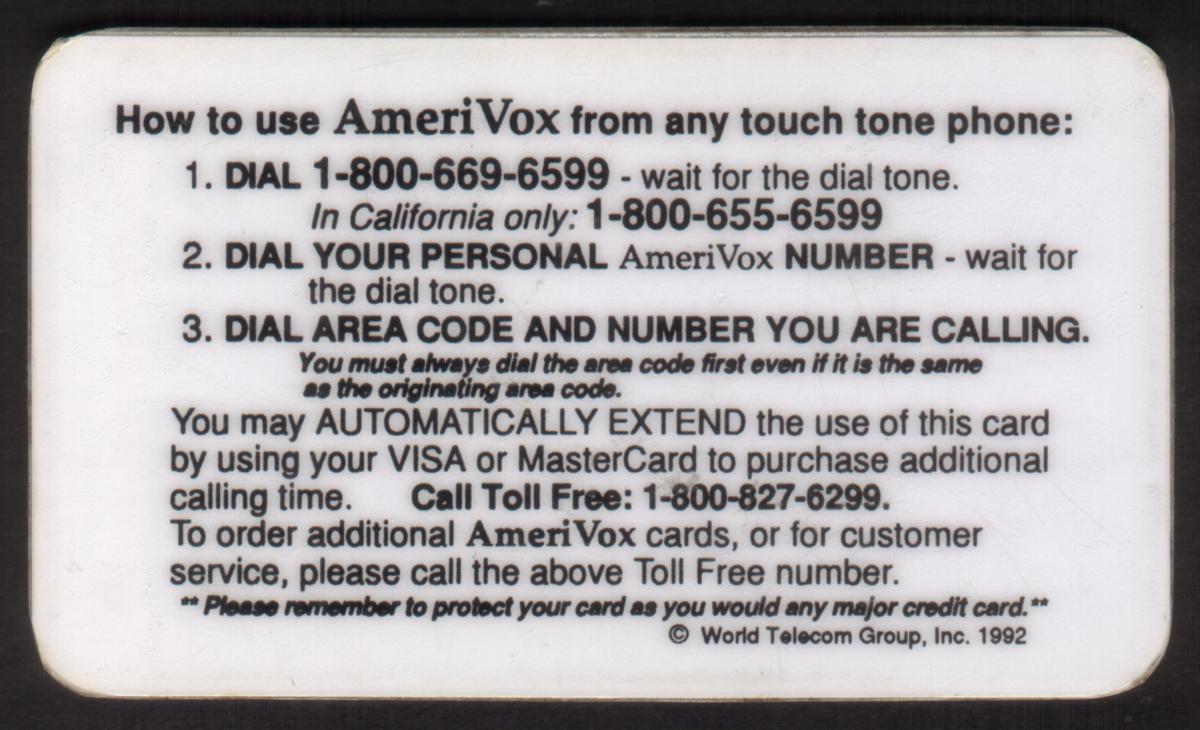 How to use AmeriVox from any touch tone phone:
1. DIAL 1-800-669-6599 - wait for the dial tone.
In California only: 1-800-655-6599
2. DIAL YOUR PERSONAL AmeriVox NUMBER - wait for
the dial tone.
3. DIAL AREA CODE AND NUMBER YOU ARE CALLING.
You must always dial the area code first even if it is the same
as the originating area code.
You may AUTOMATICALLY EXTEND the use of this card
by using your VISA or MasterCard to purchase additional
calling time. Call Toll Free: 1-800-827-6299.
To order additional AmeriVox cards, or for customer
service, please call the above Toll Free number.
** Please remember to protect your card as you would any major credit card.**
© World Telecom Group, Inc. 1992